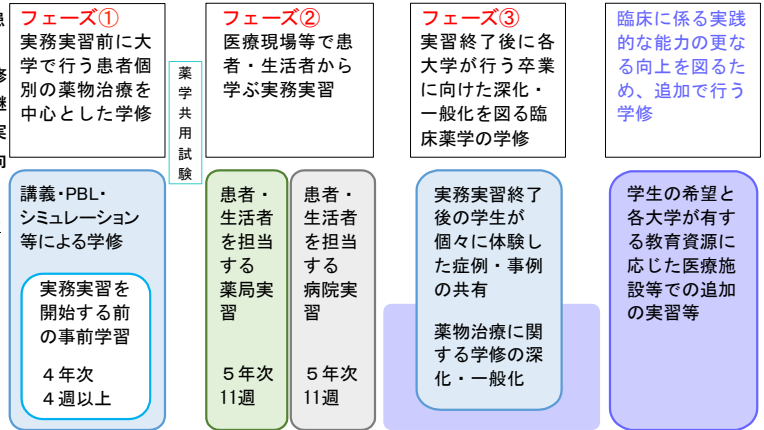 患
修
継
実
向
フェーズ①
実務実習前に大
学で行う患者個
別の薬物治療を
中心とした学修
薬
学
共
用
試
験
フェーズ②
医療現場等で患
者・生活者から
学ぶ実務実習
フェーズ③
実習終了後に各
大学が行う卒業
に向けた深化・
一般化を図る臨
床薬学の学修
臨床に係る実践
的な能力の更な
る向上を図るた
め、追加で行う
学修
講義・PBL・
シミュレーション
等による学修
実務実習を
開始する前
の事前学習
４年次
４週以上
患者・
生活者
を担当
する
薬局実
習
５年次
11週
患者・
生活者
を担当
する
病院実
習
５年次
11週
実務実習終了
後の学生が
個々に体験し
た症例・事例
の共有
薬物治療に関
する学修の深
化・一般化
学生の希望と
各大学が有す
る教育資源に
応じた医療施
設等での追加
の実習等